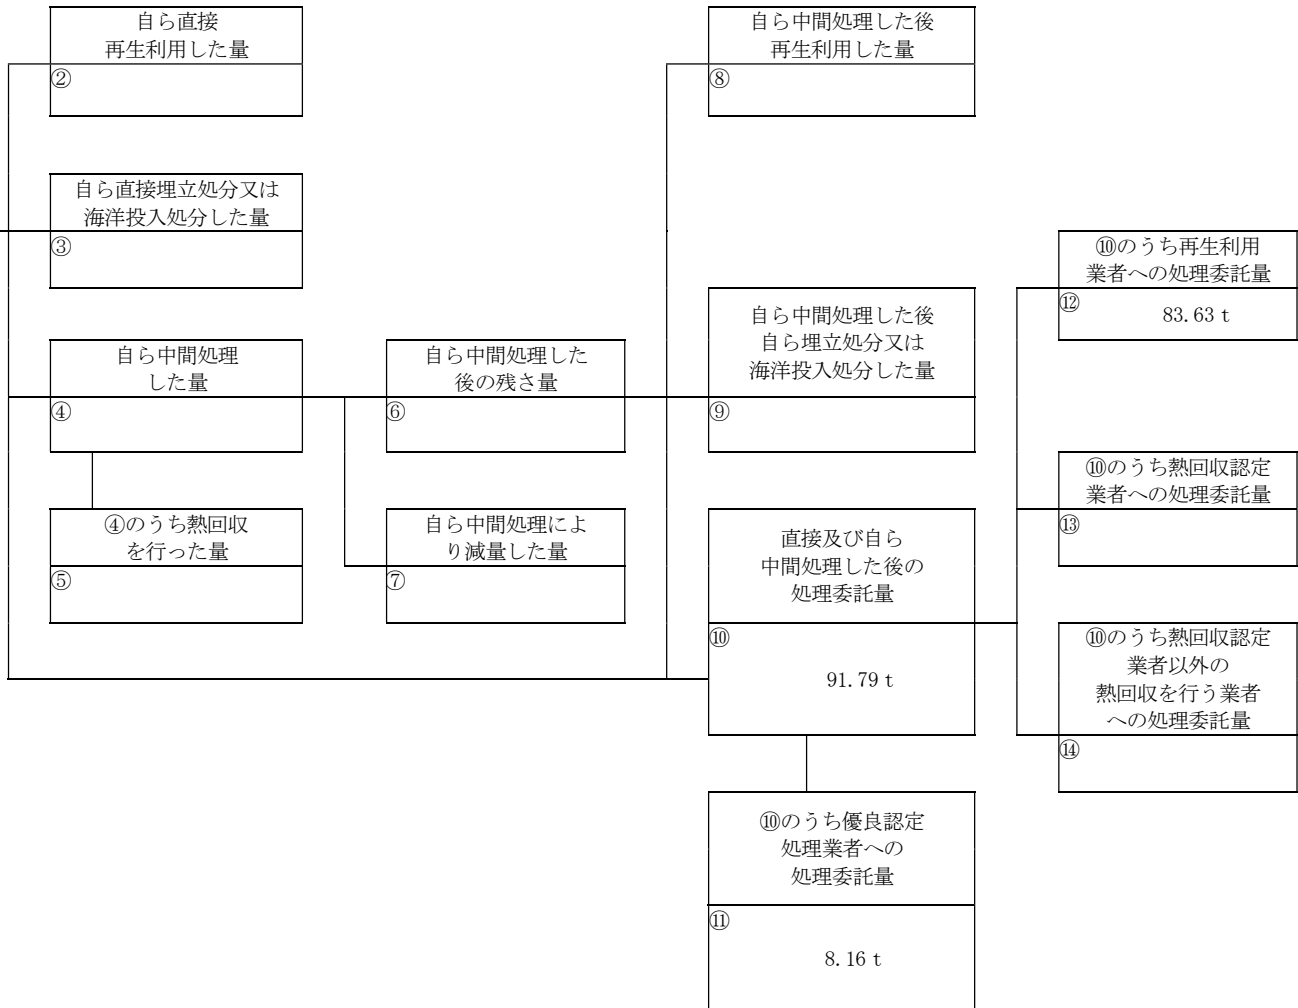 自ら直接
再生利用した量
②
自ら中間処理した後
再生利用した量
⑧
自ら直接埋立処分又は
海洋投入処分した量
③
⑩のうち再生利用
業者への処理委託量
⑫
83.63 t
自ら中間処理
した量
④
自ら中間処理した
後の残さ量
⑥
自ら中間処理した後
自ら埋立処分又は
海洋投入処分した量
⑨
⑩のうち熱回収認定
業者への処理委託量
⑬
④のうち熱回収
を行った量
⑤
自ら中間処理によ
り減量した量
⑦
直接及び自ら
中間処理した後の
処理委託量
⑩
91.79 t
⑩のうち熱回収認定
業者以外の
熱回収を行う業者
への処理委託量
⑭
⑩のうち優良認定
処理業者への
処理委託量
⑪
8.16 t